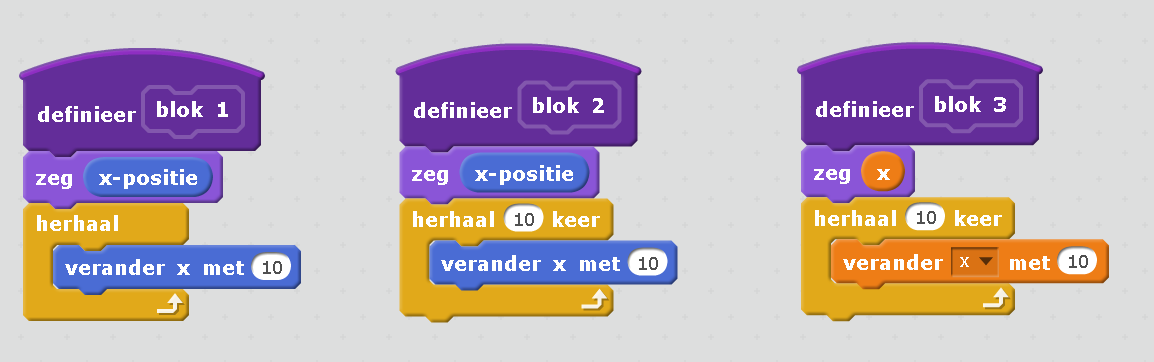 definieer blok 1
zeg x-positie
herhaal
verander x met 10
definieer blok 2
zeg x-positie
herhaal 10 keer
verander x met 10
definieer blok 3
zeg x
herhaal 10 keer
verander x met 10